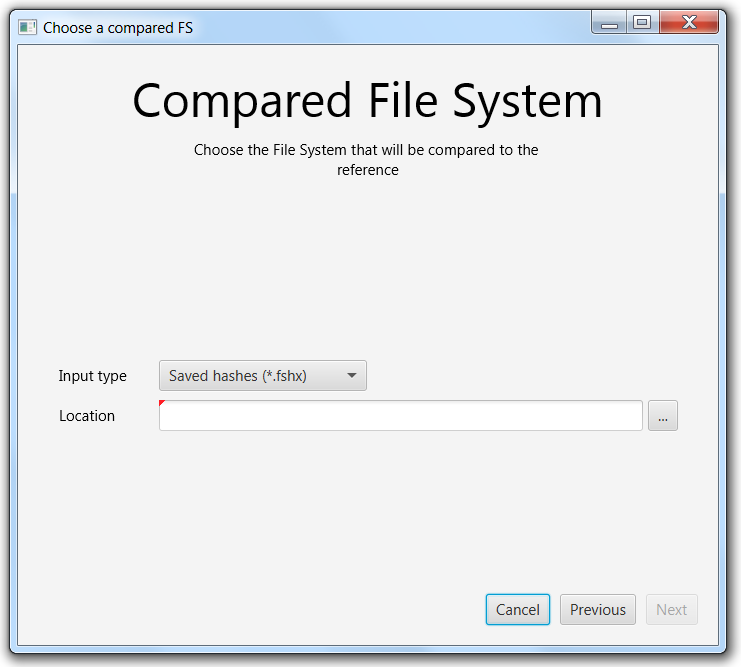 Choose a compared FS
Compared File System
Choose the File System that will be compared to the
reference
Input type
Saved hashes (*.fshx)
Location
...
Cancel
Previous
Next